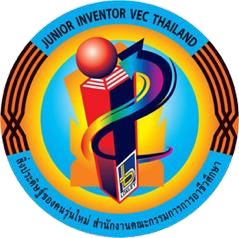 JUNIOR INVENTOR VEC THAILAND
สิ่งประดิษฐ์ของคนรุ่นใหม่ สำนักงานคณะกรรมการการอาชีวศึกษา